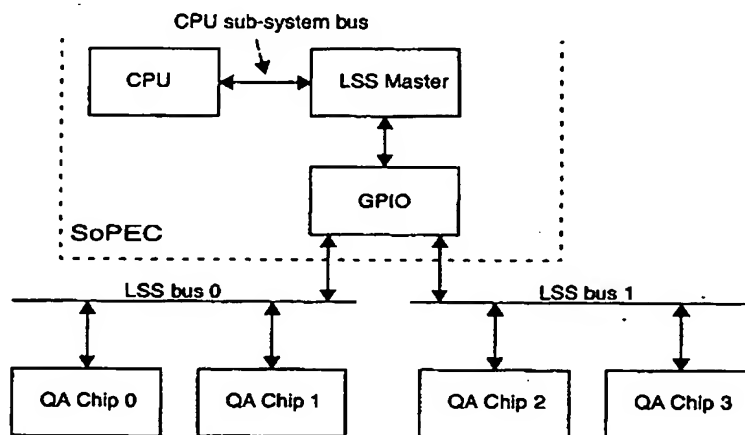 CPU sub-system bus
CPU
LSS Master
GPIO
SoPEC
LSS bus 0
LSS bus 1
QA Chip 0
QA Chip 1
QA Chip 2
QA Chip 3